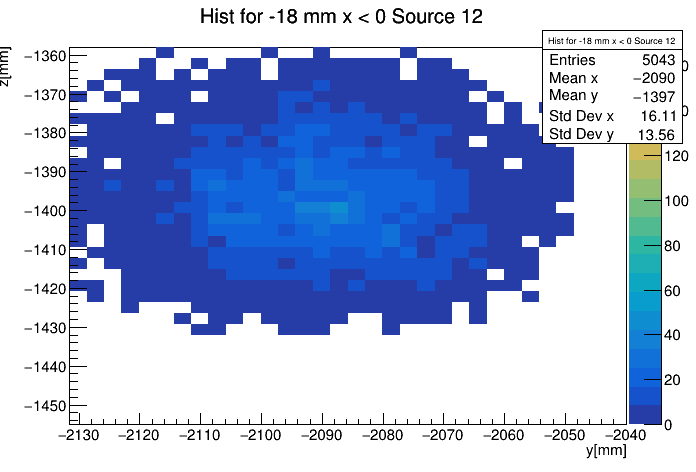 Hist for -18 mm x < 0 Source 12
z[mm]
Hist for -18 mm x < 0 Source 12
Entries 5043
Mean x −2090
Mean y −1397
Std Dev x 16.11
Std Dev y 13.56
−1360
−1370
−1380
−1390
−1400
−1410
−1420
−1430
−1440
−1450
−2130 −2120 −2110 −2100 −2090 −2080 −2070 −2060 −2050 −2040
y[mm]
120
100
80
60
40
20
0